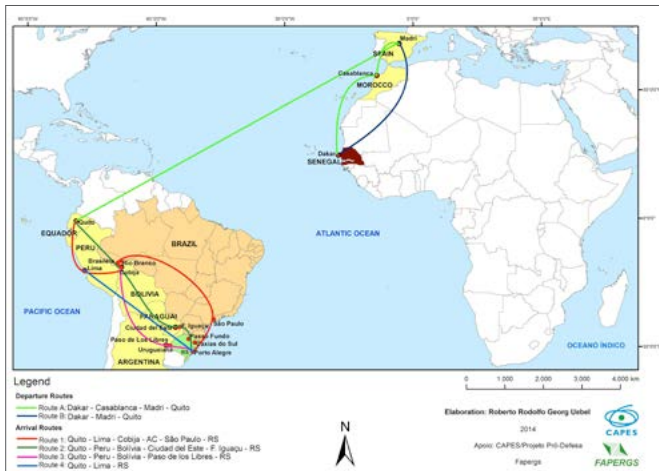 Madri
SPAIN
Casablanca
MOROCCO
Dakar
SENEGAL
Quito
EQUADOR
PERU
BRAZIL
ATLANTIC OCEAN
Brasiléia
Rio Branco
Lima
Cobija
BOLIVIA
PACIFIC OCEAN
PARAGUAI
São Paulo
Ciudad del Este
F. Iguaçu
Passo Fundo
Paso de Los Libres
Caxias do Sul
Uruguaiana
RS
Porto Alegre
ARGENTINA
OCEANO ÍNDICO
Legend
Departure Routes
Route A: Dakar - Casablanca - Madri - Quito
Route B: Dakar - Madri - Quito
Arrival Routes
Route 1: Quito - Lima - Cobija - AC - São Paulo - RS
Route 2: Quito - Peru - Bolívia - Ciudad del Este - F. Iguaçu - RS
Route 3: Quito - Peru - Bolívia - Paso de los Libres - RS
Route 4: Quito - Lima - RS
N
0 1.000 2.000 3.000 4.000 km
Elaboration: Roberto Rodolfo Georg Uebel
2014
Apoio: CAPES/Projeto Pró-Defesa
Fapergs
CAPES
FAPERGS